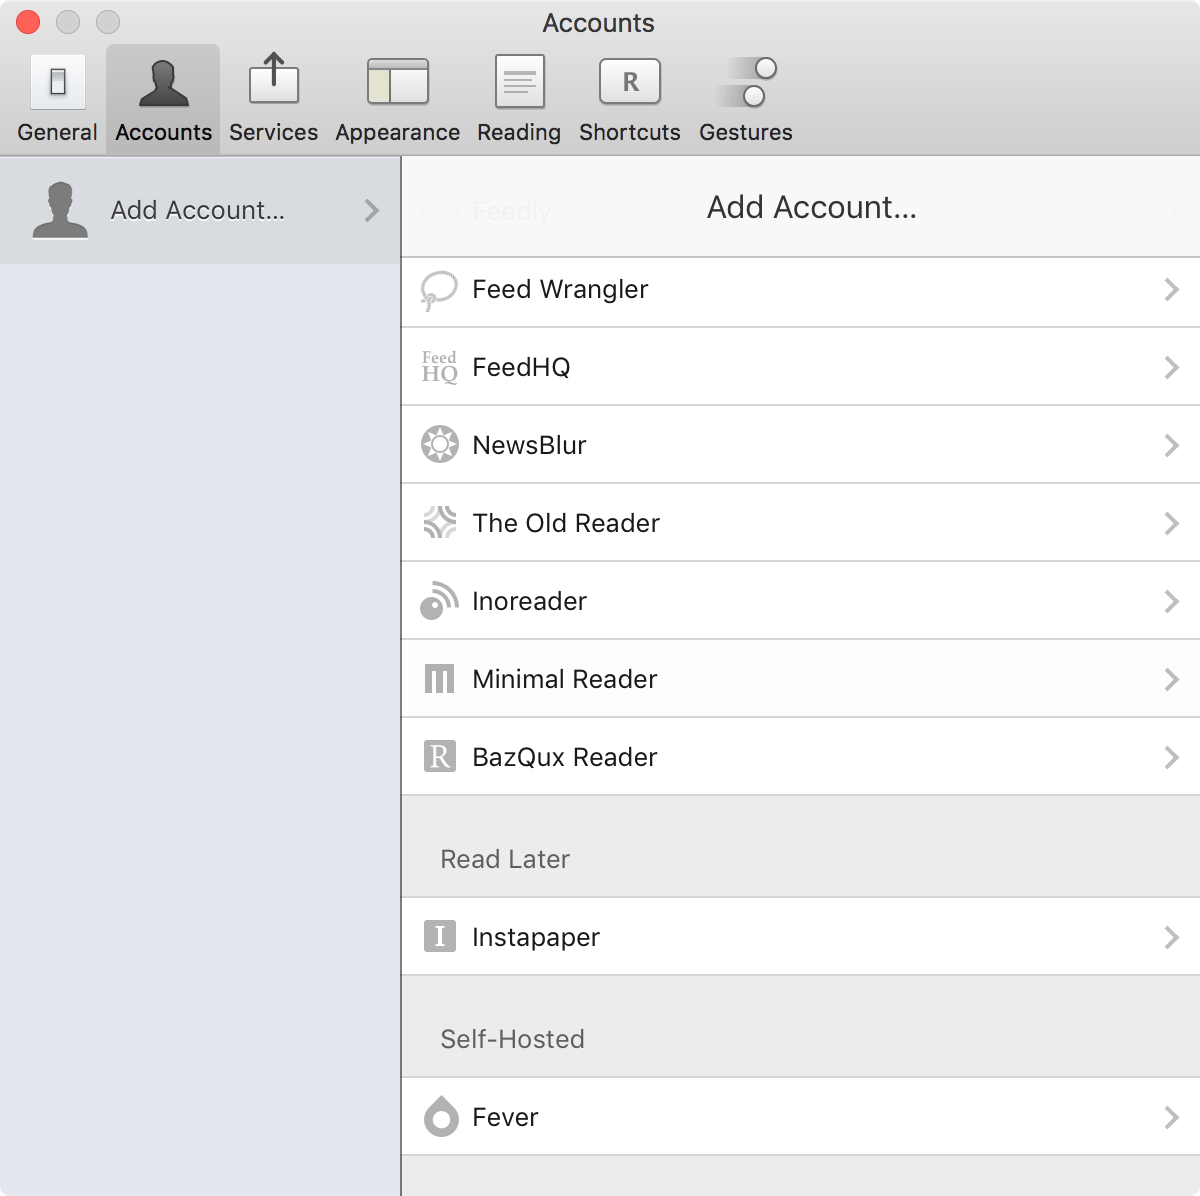 Accounts
General Accounts Services Appearance Reading R Shortcuts Gestures
Add Account...
Feedly
Add Account...
Feed Wrangler
Feed HQ FeedHQ
NewsBlur
The Old Reader
Inoreader
Minimal Reader
R BazQux Reader
Read Later
I Instapaper
Self-Hosted
Fever